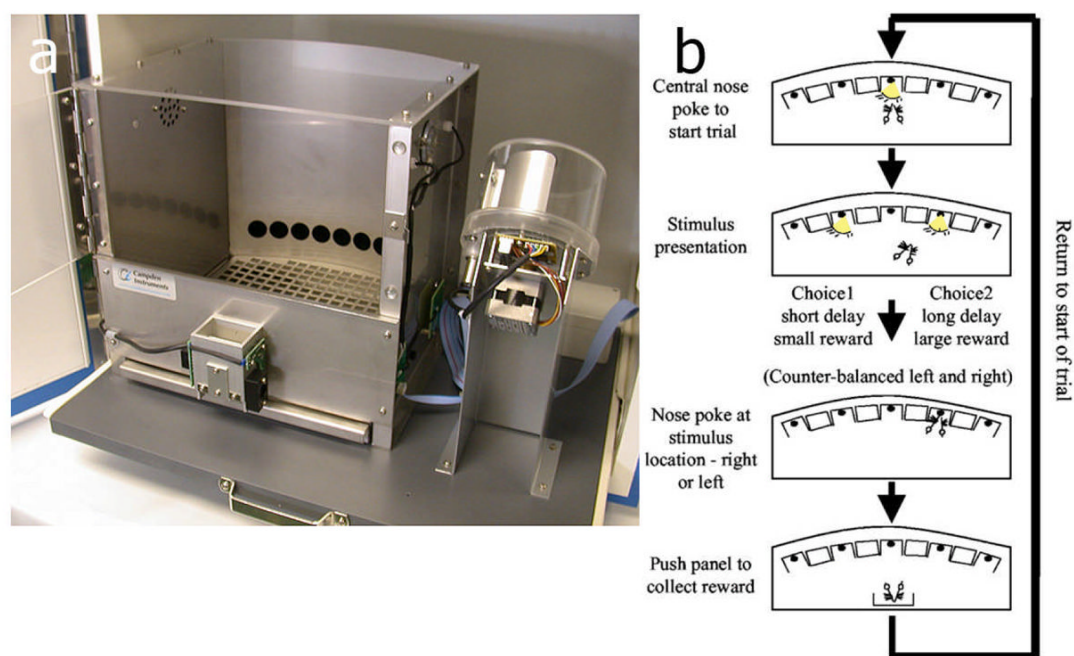 a
Campden
Instruments
b
Central nose
poke to
start trial
Stimulus
presentation
Choice1
short delay
small reward
Choice2
long delay
large reward
(Counter-balanced left and right)
Nose poke at
stimulus
location - right
or left
Push panel to
collect reward
Return to start of trial